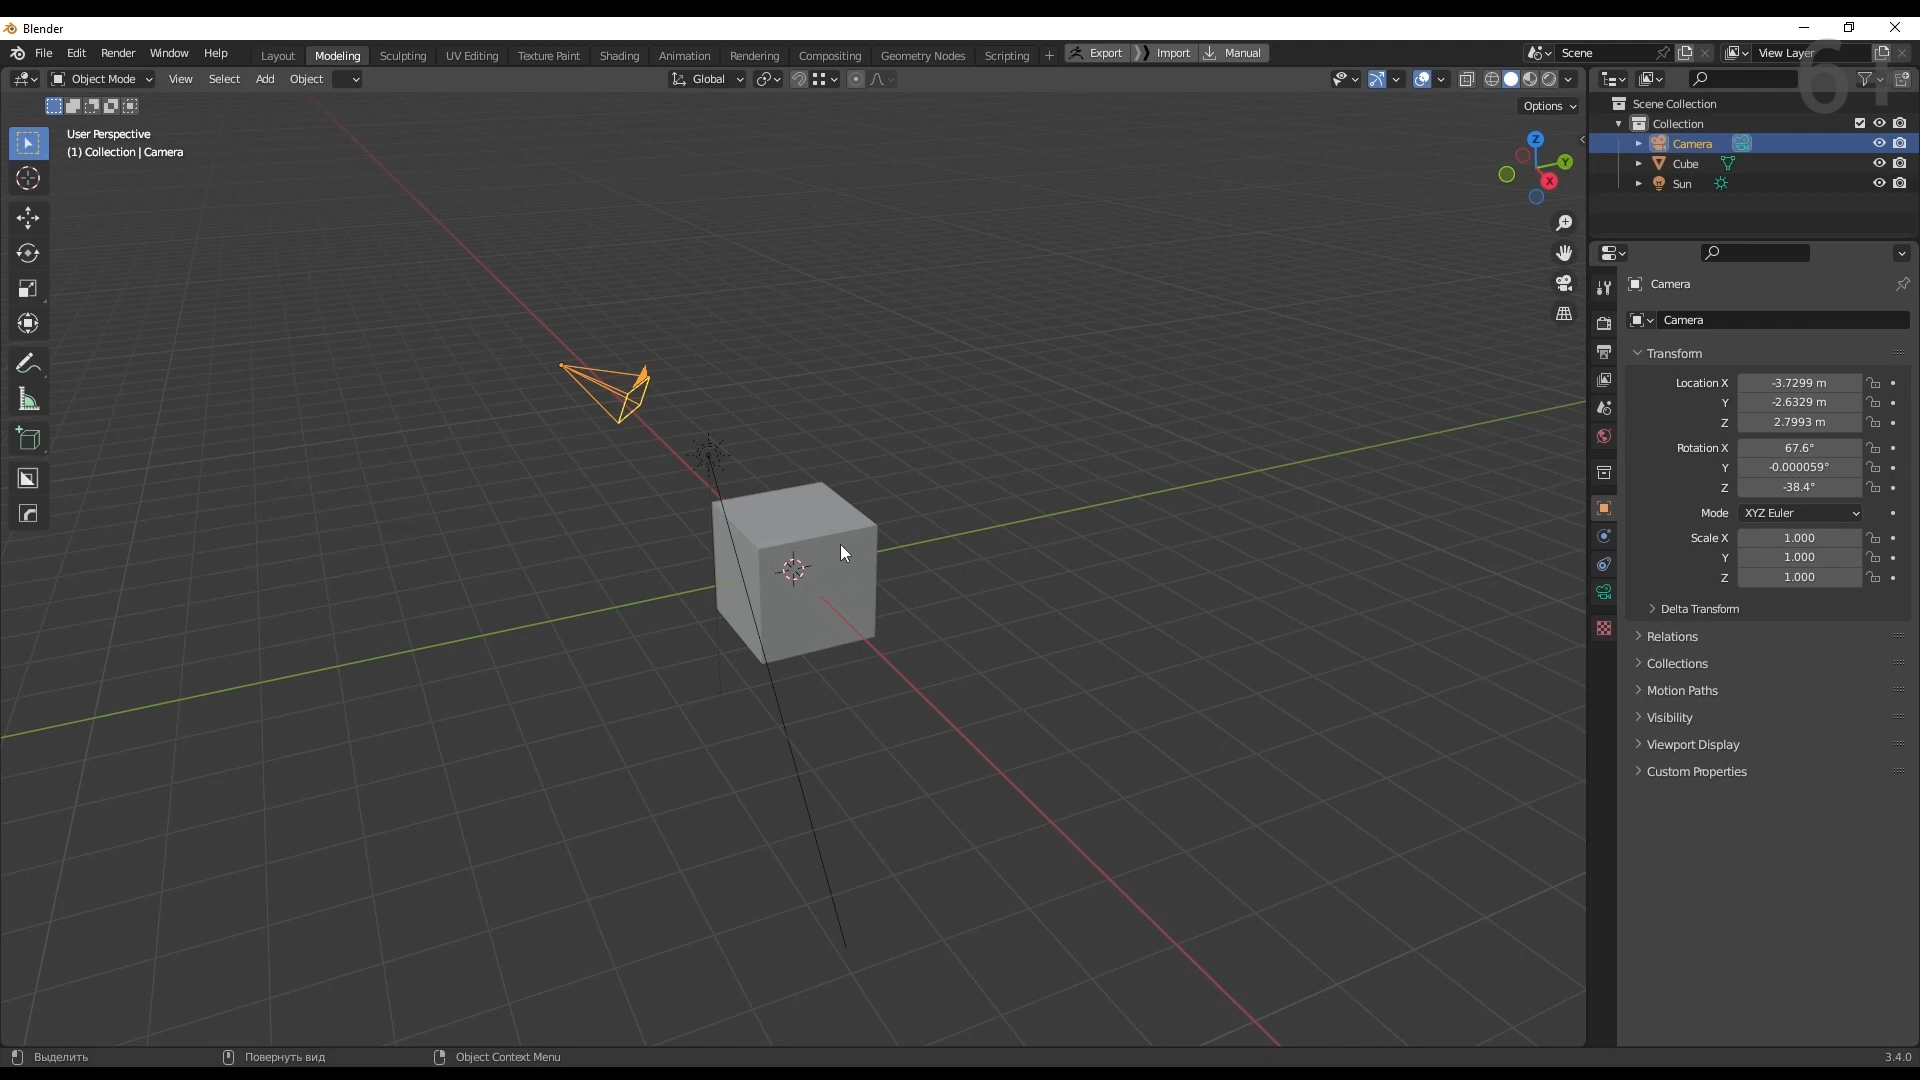 Blender
File Edit Render Window Help Layout Modeling Sculpting UV Editing Texture Paint Shading Animation Rendering Compositing Geometry Nodes Scripting + Export Import Manual Scene View Layer
Object Mode View Select Add Object Global
Options
User Perspective
(1) Collection | Camera
Z
Y
X
Scene Collection
Collection
Camera
Cube
Sun
Camera
Camera
Transform
Location X -3.7299 m
Y -2.6329 m
Z 2.7993 m
Rotation X 67.6°
Y -0.000059°
Z -38.4°
Mode XYZ Euler
Scale X 1.000
Y 1.000
Z 1.000
Delta Transform
Relations
Collections
Motion Paths
Visibility
Viewport Display
Custom Properties
Выделить Повернуть вид Object Context Menu 3.4.0